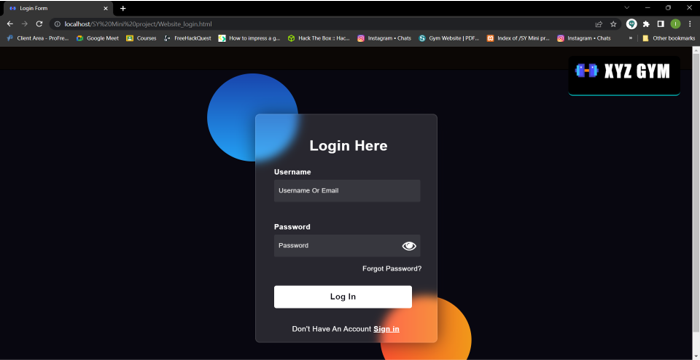 Login Form
localhost/SY%20Mini%20project/Website_login.html
Client Area - ProFre... Google Meet Courses FreeHackQuest How to impress a g... Hack The Box :: Hac... Instagram • Chats Gym Website | PDF... Index of /SY Mini pr... Instagram • Chats » Other bookmarks
XYZ GYM
Login Here
Username
Username Or Email
Password
Password
Forgot Password?
Log In
Don't Have An Account Sign in